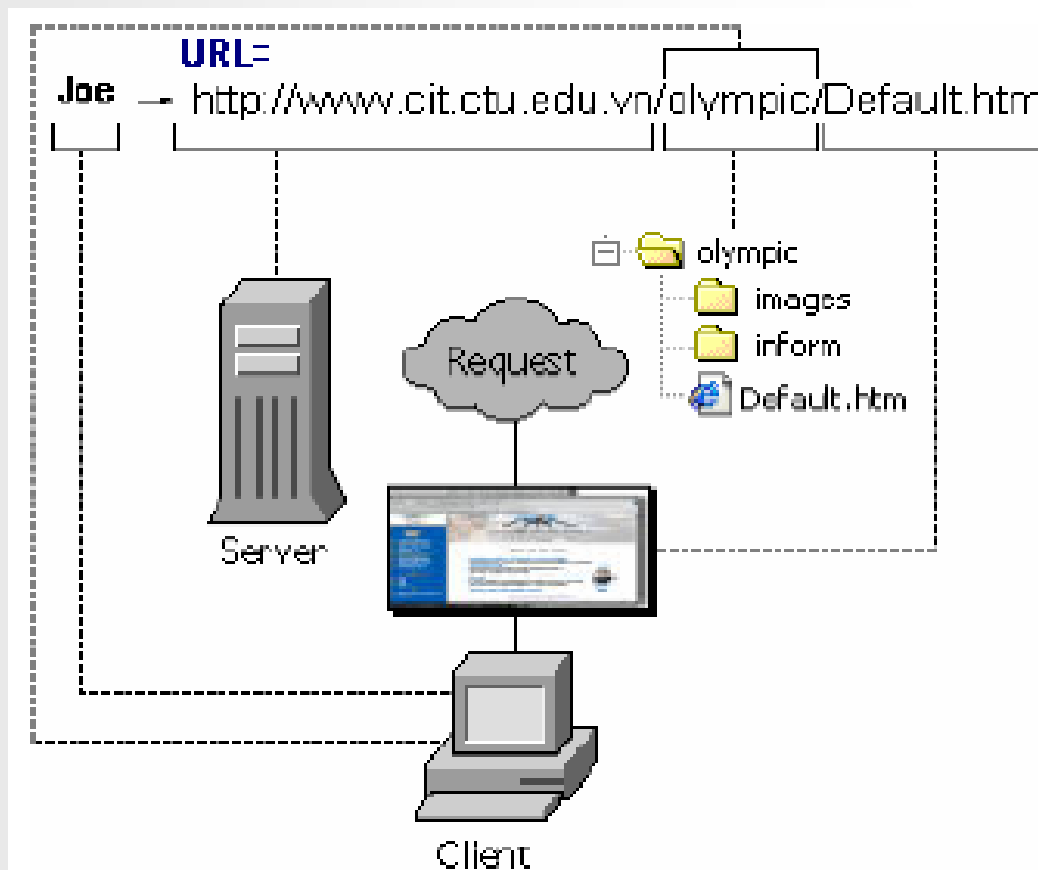 URL=
Joe → http://www.cit.ctu.edu.vn/olympic/Default.htm
olympic
images
inform
Request
Default.htm
Server
Client